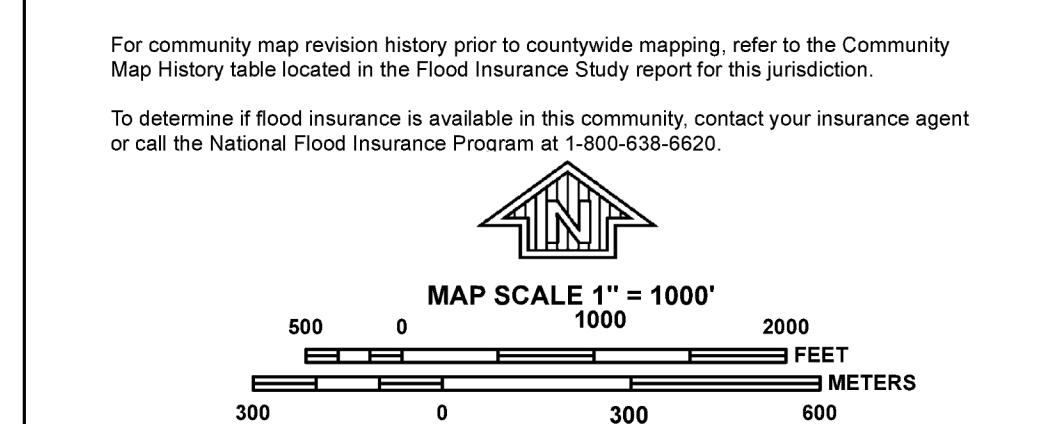 For community map revision history prior to countywide mapping, refer to the Community
Map History table located in the Flood Insurance Study report for this jurisdiction.
To determine if flood insurance is available in this community, contact your insurance agent
or call the National Flood Insurance Program at 1-800-638-6620.
N
MAP SCALE 1" = 1000'
500 0 1000 2000
FEET
METERS
300 0 300 600